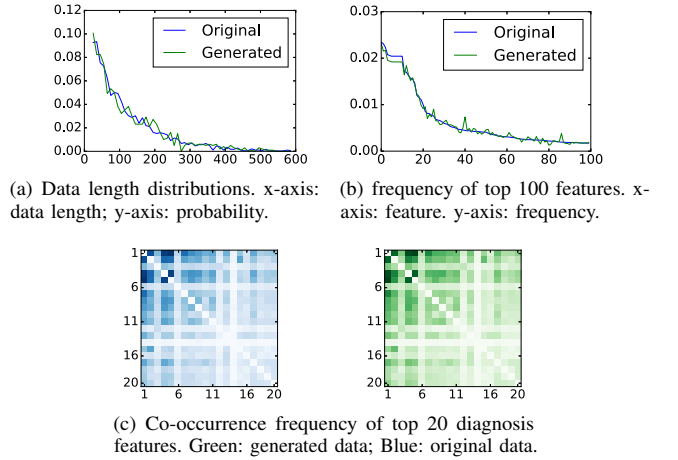 0.12
0.10
0.08
0.06
0.04
0.02
0.00
0 100 200 300 400 500 600
Original
Generated
0.03
0.02
0.01
0.00
0 20 40 60 80 100
Original
Generated
(a) Data length distributions. x-axis:
data length; y-axis: probability.
(b) frequency of top 100 features. x-
axis: feature. y-axis: frequency.
1
6
11
16
20
1 6 11 16 20
1
6
11
16
20
1 6 11 16 20
(c) Co-occurrence frequency of top 20 diagnosis
features. Green: generated data; Blue: original data.